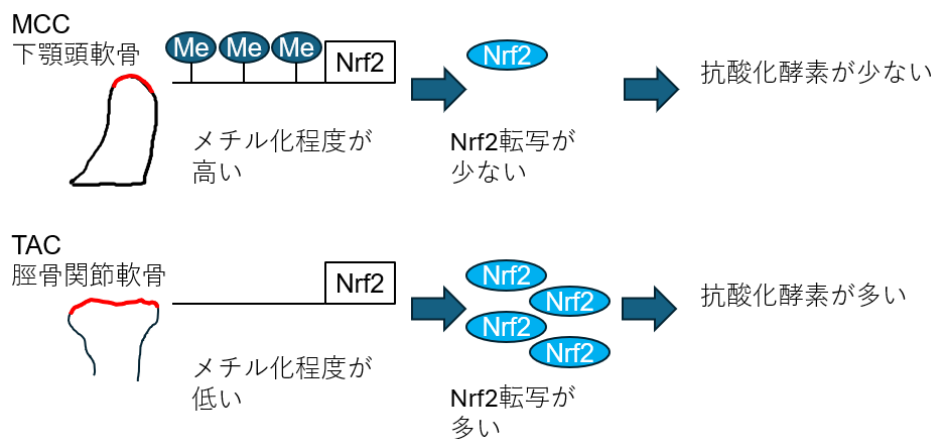 MCC
下顎頭軟骨
Me Me Me Nrf2
メチル化程度が
高い
Nrf2
Nrf2転写が
少ない
抗酸化酵素が少ない
TAC
脛骨関節軟骨
Nrf2
メチル化程度が
低い
Nrf2
Nrf2
Nrf2
Nrf2
Nrf2転写が
多い
抗酸化酵素が多い